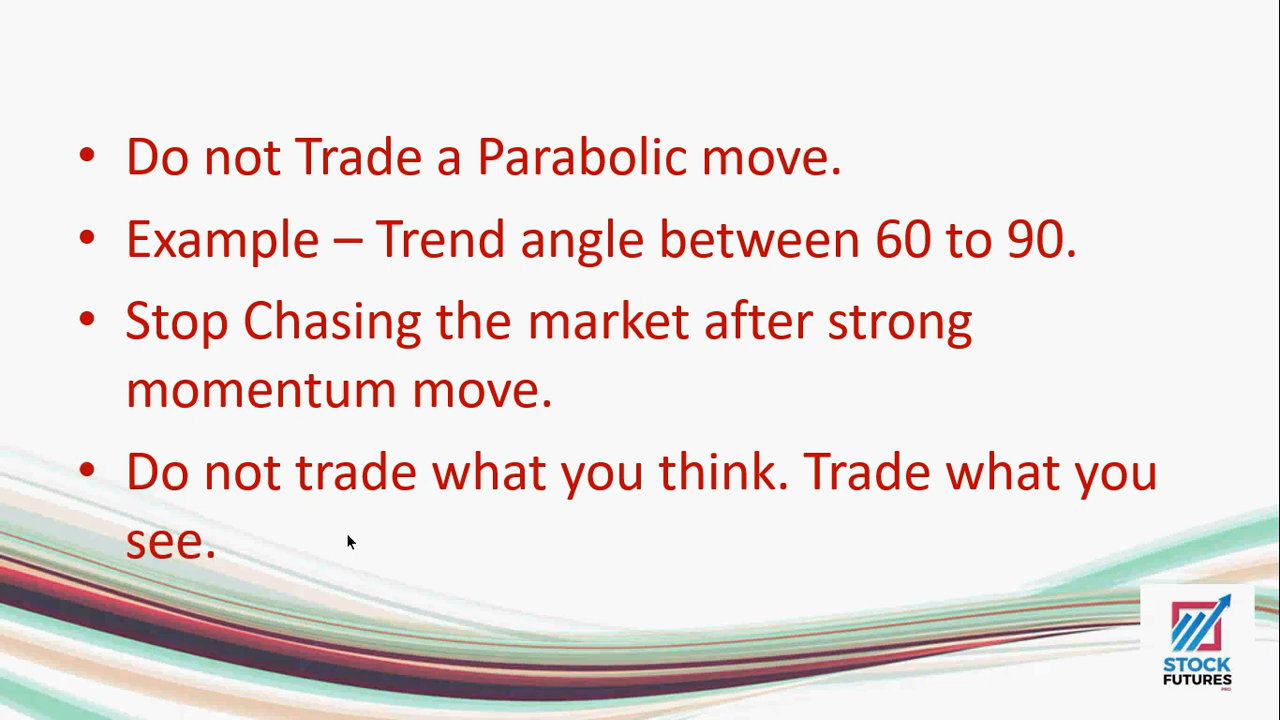 • Do not Trade a Parabolic move.
• Example – Trend angle between 60 to 90.
• Stop Chasing the market after strong
momentum move.
• Do not trade what you think. Trade what you
see.
STOCK
FUTURES
PRO